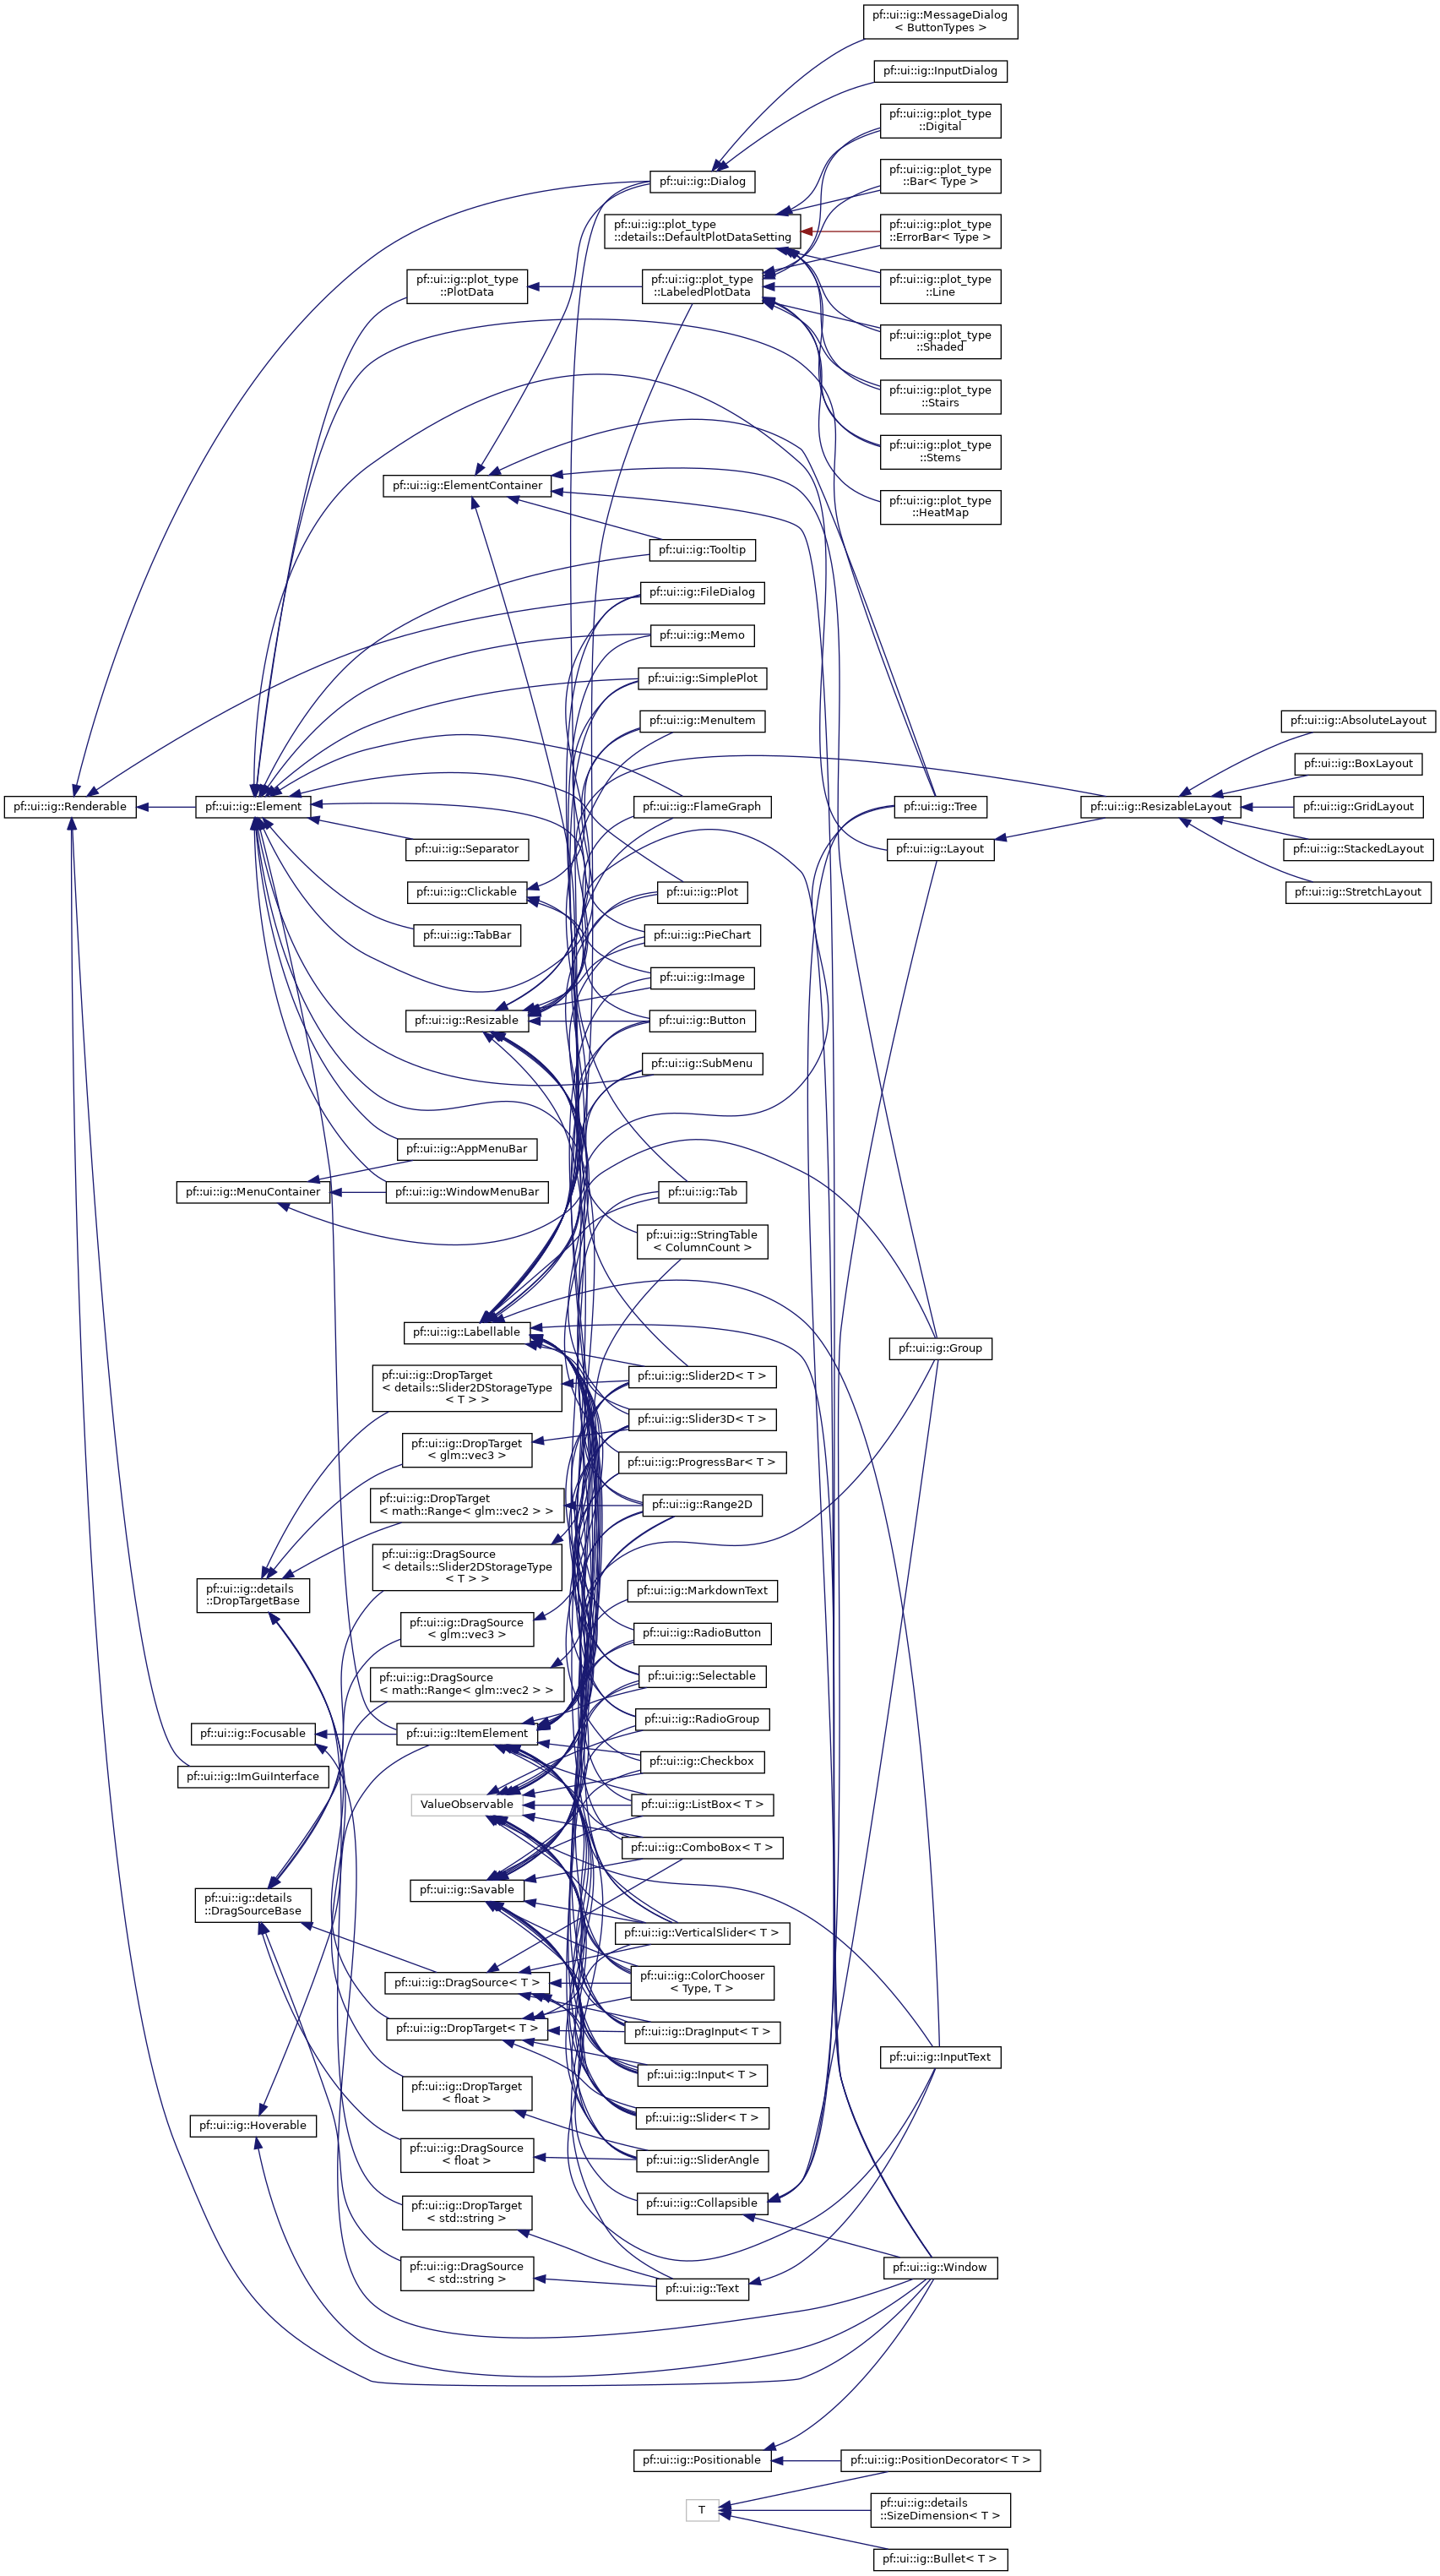 pf::ui::ig::MessageDialog
< ButtonTypes >
pf::ui::ig::InputDialog
pf::ui::ig::plot_type
::Digital
pf::ui::ig::plot_type
::Bar< Type >
pf::ui::ig::Dialog
pf::ui::ig::plot_type
::details::DefaultPlotDataSetting
pf::ui::ig::plot_type
::ErrorBar< Type >
pf::ui::ig::plot_type
::PlotData
pf::ui::ig::plot_type
::LabeledPlotData
pf::ui::ig::plot_type
::Line
pf::ui::ig::plot_type
::Shaded
pf::ui::ig::plot_type
::Stairs
pf::ui::ig::plot_type
::Stems
pf::ui::ig::ElementContainer
pf::ui::ig::plot_type
::HeatMap
pf::ui::ig::Tooltip
pf::ui::ig::FileDialog
pf::ui::ig::Memo
pf::ui::ig::SimplePlot
pf::ui::ig::MenuItem
pf::ui::ig::AbsoluteLayout
pf::ui::ig::BoxLayout
pf::ui::ig::Renderable
pf::ui::ig::Element
pf::ui::ig::FlameGraph
pf::ui::ig::Tree
pf::ui::ig::ResizableLayout
pf::ui::ig::GridLayout
pf::ui::ig::Separator
pf::ui::ig::Layout
pf::ui::ig::StackedLayout
pf::ui::ig::Clickable
pf::ui::ig::Plot
pf::ui::ig::StretchLayout
pf::ui::ig::TabBar
pf::ui::ig::PieChart
pf::ui::ig::Image
pf::ui::ig::Resizable
pf::ui::ig::Button
pf::ui::ig::SubMenu
pf::ui::ig::AppMenuBar
pf::ui::ig::MenuContainer
pf::ui::ig::WindowMenuBar
pf::ui::ig::Tab
pf::ui::ig::StringTable
< ColumnCount >
pf::ui::ig::Labellable
pf::ui::ig::Group
pf::ui::ig::DropTarget
< details::Slider2DStorageType
< T > >
pf::ui::ig::Slider2D< T >
pf::ui::ig::Slider3D< T >
pf::ui::ig::DropTarget
< glm::vec3 >
pf::ui::ig::ProgressBar< T >
pf::ui::ig::DropTarget
< math::Range< glm::vec2 > >
pf::ui::ig::Range2D
pf::ui::ig::DragSource
< details::Slider2DStorageType
< T > >
pf::ui::ig::details
::DropTargetBase
pf::ui::ig::MarkdownText
pf::ui::ig::DragSource
< glm::vec3 >
pf::ui::ig::RadioButton
pf::ui::ig::DragSource
< math::Range< glm::vec2 > >
pf::ui::ig::Selectable
pf::ui::ig::RadioGroup
pf::ui::ig::Focusable
pf::ui::ig::ItemElement
pf::ui::ig::Checkbox
pf::ui::ig::ImGuiInterface
ValueObservable
pf::ui::ig::ListBox< T >
pf::ui::ig::ComboBox< T >
pf::ui::ig::Savable
pf::ui::ig::details
::DragSourceBase
pf::ui::ig::VerticalSlider< T >
pf::ui::ig::DragSource< T >
pf::ui::ig::ColorChooser
< Type, T >
pf::ui::ig::DropTarget< T >
pf::ui::ig::DragInput< T >
pf::ui::ig::InputText
pf::ui::ig::Input< T >
pf::ui::ig::DropTarget
< float >
pf::ui::ig::Slider< T >
pf::ui::ig::Hoverable
pf::ui::ig::DragSource
< float >
pf::ui::ig::SliderAngle
pf::ui::ig::Collapsible
pf::ui::ig::DropTarget
< std::string >
pf::ui::ig::Window
pf::ui::ig::DragSource
< std::string >
pf::ui::ig::Text
pf::ui::ig::Positionable
pf::ui::ig::PositionDecorator< T >
T
pf::ui::ig::details
::SizeDimension< T >
pf::ui::ig::Bullet< T >